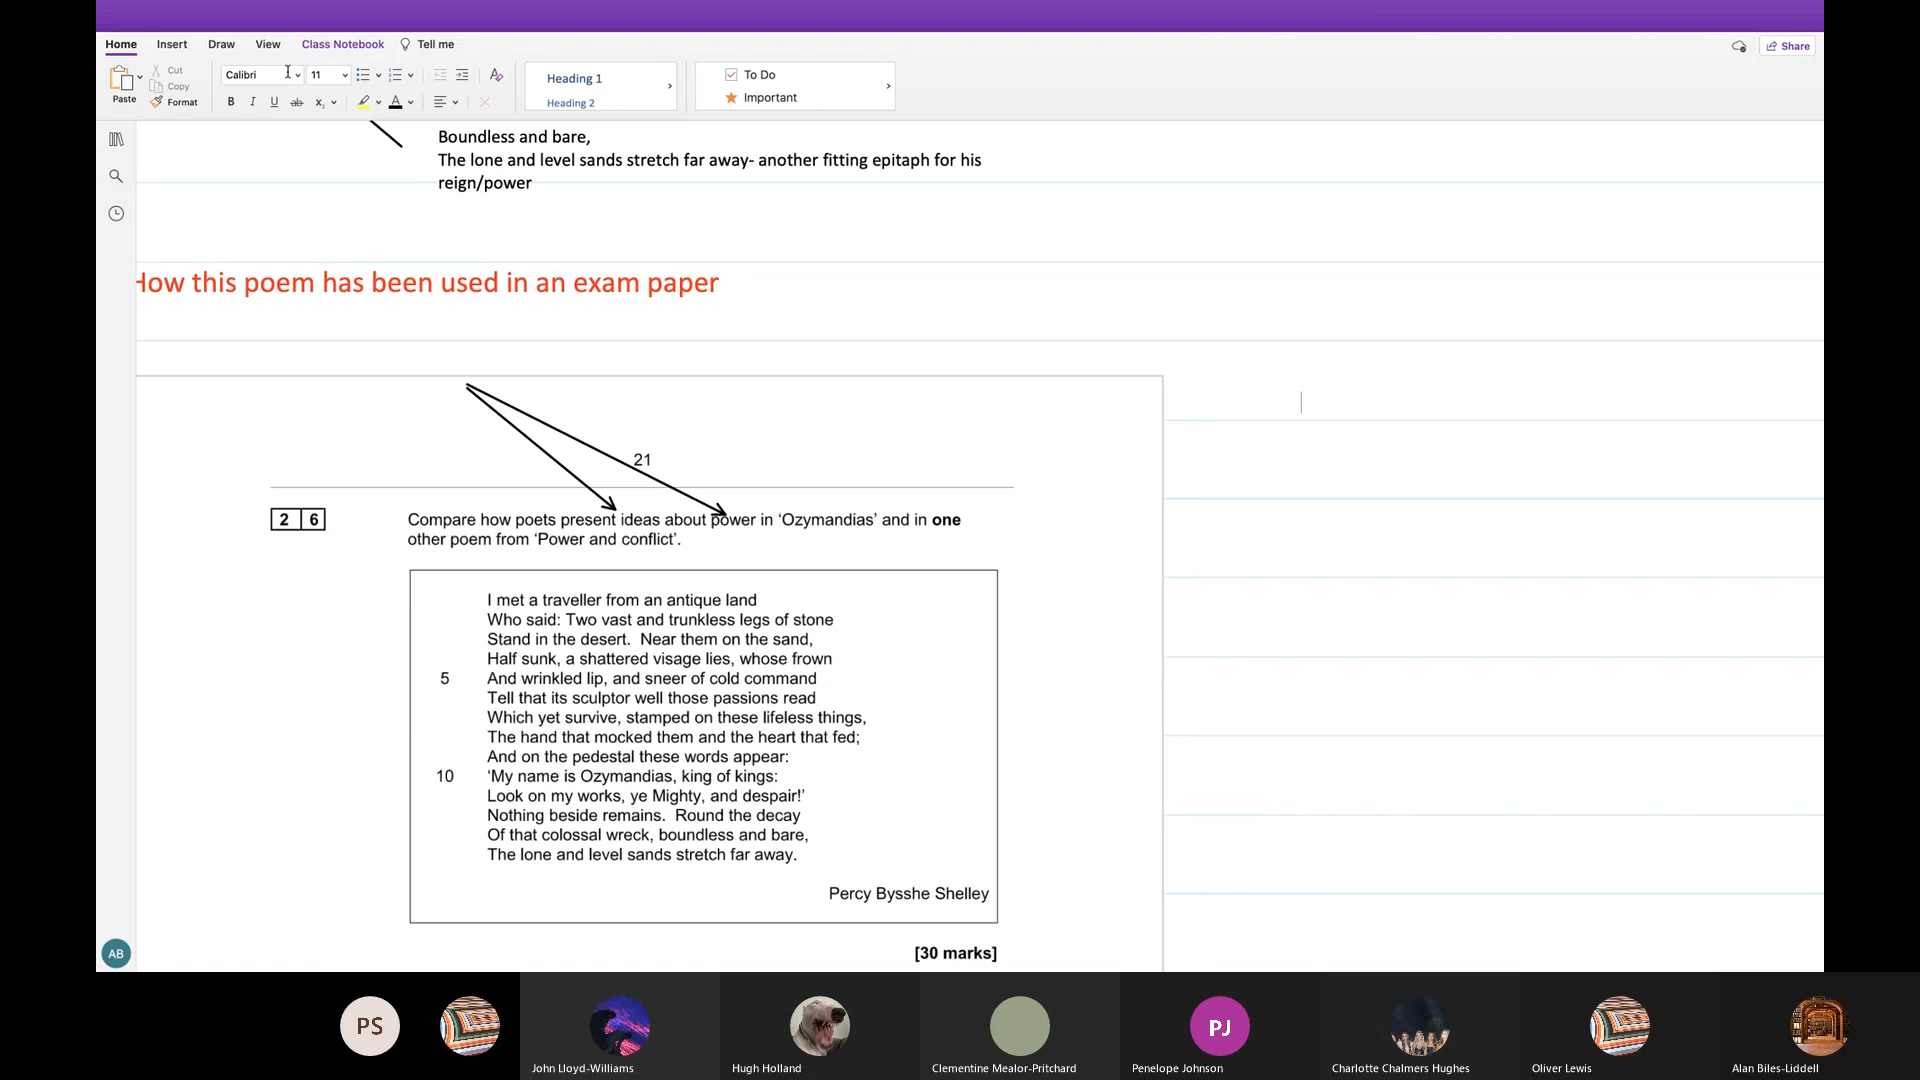 Home Insert Draw View Class Notebook Tell me
Share
Paste
Cut
Copy
Format
Calibri 11
B I U ab x₂ A
Heading 1
Heading 2
To Do
Important
Boundless and bare,
The lone and level sands stretch far away- another fitting epitaph for his
reign/power
How this poem has been used in an exam paper
21
2 6
Compare how poets present ideas about power in ‘Ozymandias’ and in one
other poem from ‘Power and conflict’.
I met a traveller from an antique land
Who said: Two vast and trunkless legs of stone
Stand in the desert. Near them on the sand,
Half sunk, a shattered visage lies, whose frown
5 And wrinkled lip, and sneer of cold command
Tell that its sculptor well those passions read
Which yet survive, stamped on these lifeless things,
The hand that mocked them and the heart that fed;
And on the pedestal these words appear:
10 ‘My name is Ozymandias, king of kings:
Look on my works, ye Mighty, and despair!’
Nothing beside remains. Round the decay
Of that colossal wreck, boundless and bare,
The lone and level sands stretch far away.
Percy Bysshe Shelley
[30 marks]
AB
PS
PJ
John Lloyd-Williams
Hugh Holland
Clementine Mealor-Pritchard
Penelope Johnson
Charlotte Chalmers Hughes
Oliver Lewis
Alan Biles-Liddell